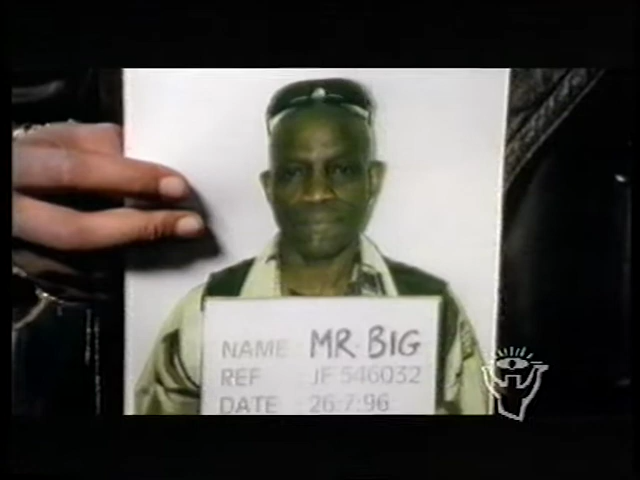 NAME : MR. BIG
REF : JF 546032
DATE : 26:7:96